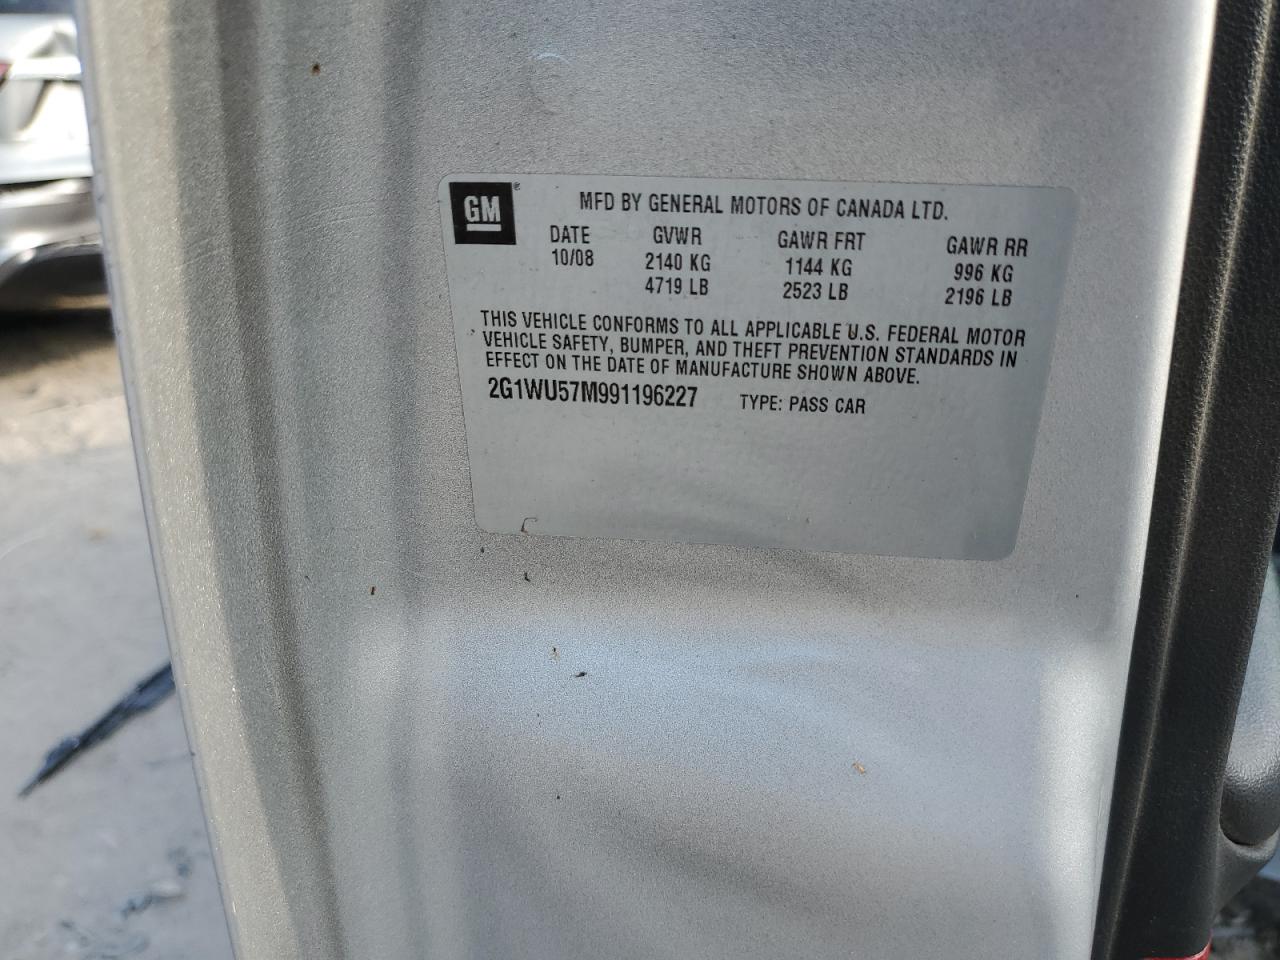 GM®
MFD BY GENERAL MOTORS OF CANADA LTD.
DATE GVWR GAWR FRT GAWR RR
10/08 2140 KG 1144 KG 996 KG
4719 LB 2523 LB 2196 LB
THIS VEHICLE CONFORMS TO ALL APPLICABLE U.S. FEDERAL MOTOR
VEHICLE SAFETY, BUMPER, AND THEFT PREVENTION STANDARDS IN
EFFECT ON THE DATE OF MANUFACTURE SHOWN ABOVE.
2G1WU57M991196227 TYPE: PASS CAR